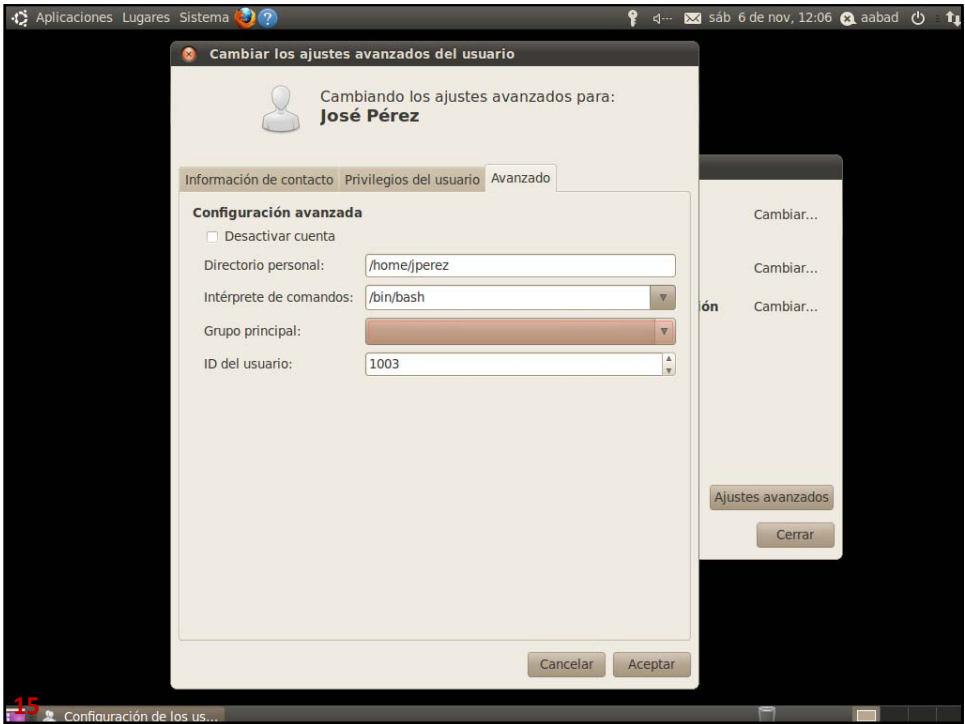 Aplicaciones Lugares Sistema ? sáb 6 de nov, 12:06 aabad
Cambiar los ajustes avanzados del usuario
Cambiando los ajustes avanzados para:
José Pérez
Información de contacto Privilegios del usuario Avanzado
Configuración avanzada
Desactivar cuenta
Directorio personal: /home/jperez
Intérprete de comandos: /bin/bash
Grupo principal:
ID del usuario: 1003
Cambiar...
Cambiar...
ión Cambiar...
Ajustes avanzados
Cerrar
Cancelar Aceptar
15
Configuración de los us...